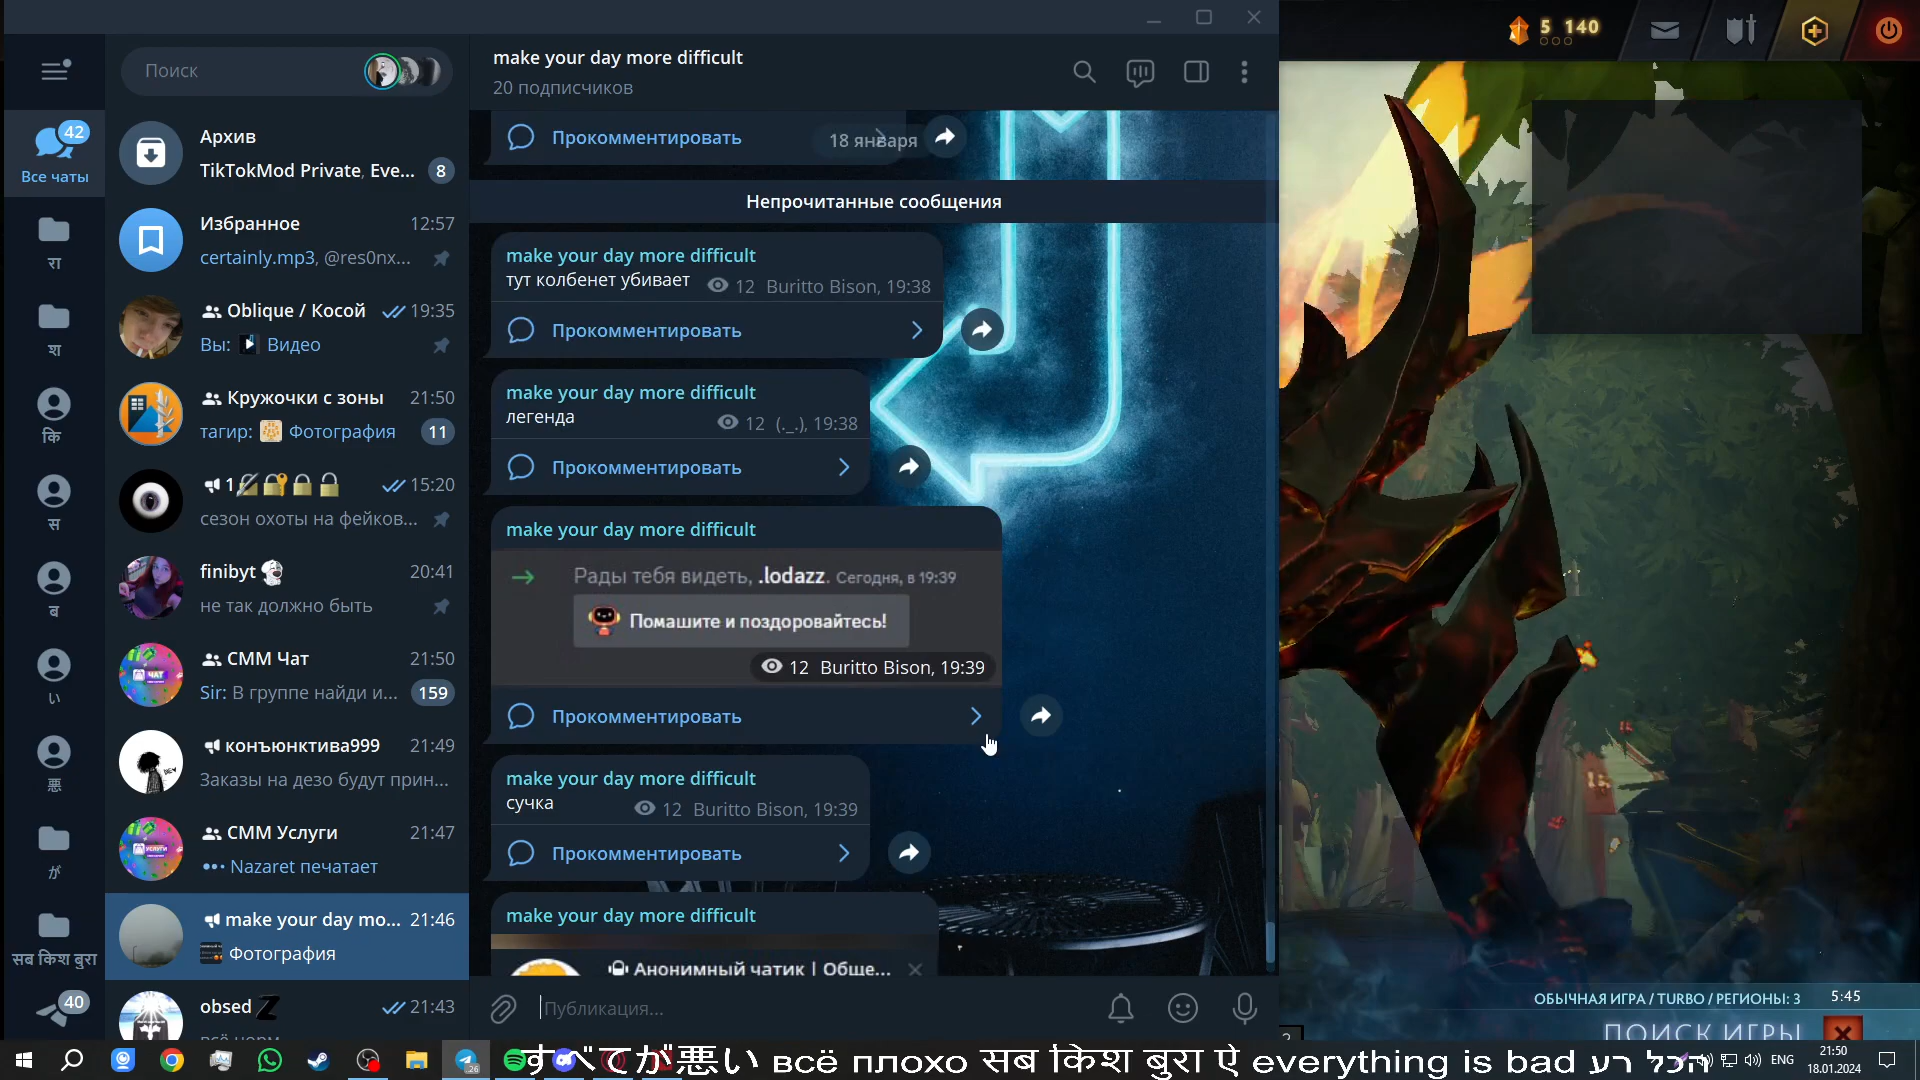 Поиск
42
Все чаты
रा
श
कि
स
ब
い
悪
が
सब किश बुरा
40
Архив
TikTokMod Private, Eve...
8
Избранное
12:57
certainly.mp3, @res0nx...
Oblique / Косой
19:35
Вы: Видео
Кружочки с зоны
21:50
тагир: Фотография
11
1
15:20
сезон охоты на фейков...
finibyt
20:41
не так должно быть
СММ Чат
21:50
Sir: В группе найди и...
159
конъюнктива999
21:49
Заказы на дезо будут прин...
СММ Услуги
21:47
Nazaret печатает
make your day mo...
21:46
Фотография
obsed
21:43
make your day more difficult
20 подписчиков
Прокомментировать
18 января
Непрочитанные сообщения
make your day more difficult
тут колбенет убивает
12 Buritto Bison, 19:38
Прокомментировать
make your day more difficult
легенда
12 (._.), 19:38
Прокомментировать
make your day more difficult
Рады тебя видеть, .lodazz. Сегодня, в 19:39
Помашите и поздоровайтесь!
12 Buritto Bison, 19:39
Прокомментировать
make your day more difficult
сучка
12 Buritto Bison, 19:39
Прокомментировать
make your day more difficult
Анонимный чатик | Обще...
Публикация...
5 140
ОБЫЧНАЯ ИГРА / TURBO / РЕГИОНЫ: 3
5:45
ПОИСК ИГРЫ
すべてが悪い всё плохо सब किश बुरा ऐ everything is bad הכל רע
ENG
21:50
18.01.2024